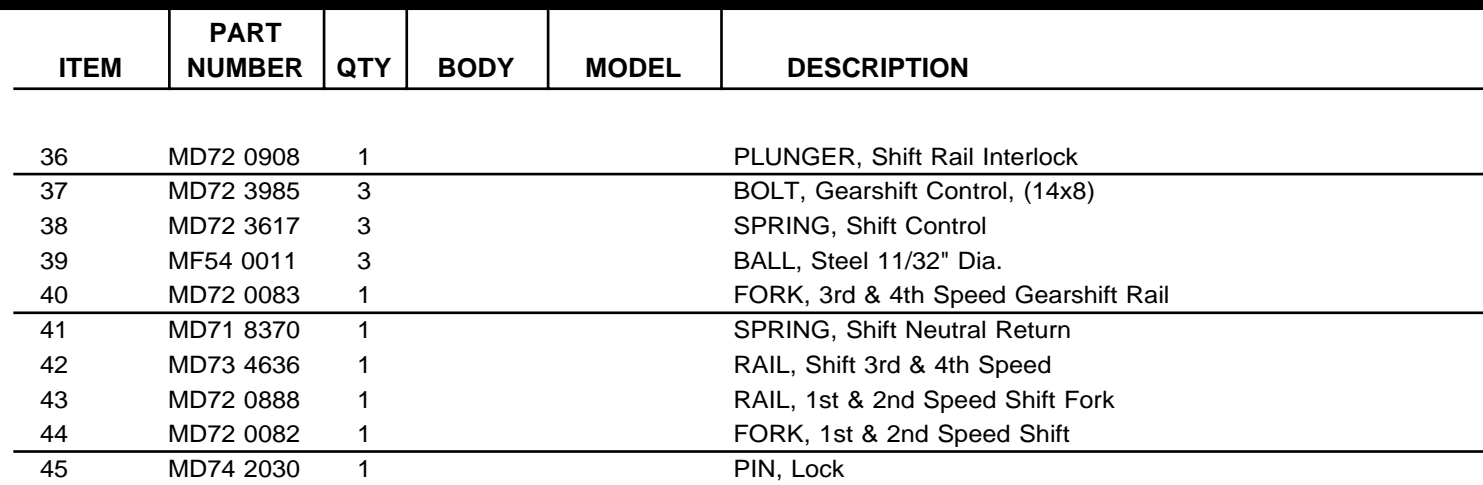 PART
ITEM NUMBER QTY BODY MODEL DESCRIPTION
36 MD72 0908 1 PLUNGER, Shift Rail Interlock
37 MD72 3985 3 BOLT, Gearshift Control, (14x8)
38 MD72 3617 3 SPRING, Shift Control
39 MF54 0011 3 BALL, Steel 11/32" Dia.
40 MD72 0083 1 FORK, 3rd & 4th Speed Gearshift Rail
41 MD71 8370 1 SPRING, Shift Neutral Return
42 MD73 4636 1 RAIL, Shift 3rd & 4th Speed
43 MD72 0888 1 RAIL, 1st & 2nd Speed Shift Fork
44 MD72 0082 1 FORK, 1st & 2nd Speed Shift
45 MD74 2030 1 PIN, Lock